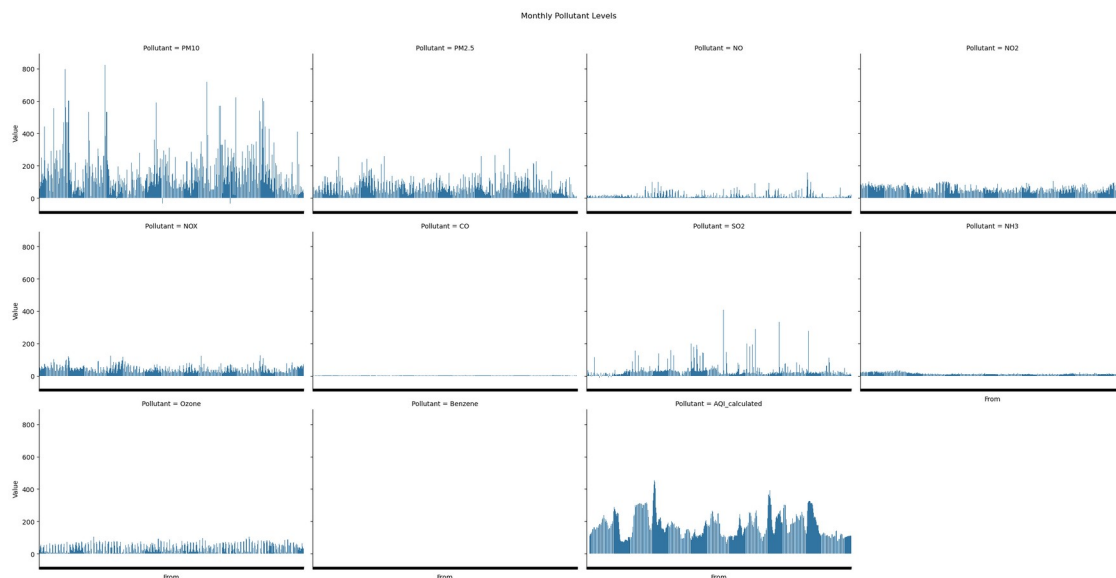 Monthly Pollutant Levels
Pollutant = PM10
Pollutant = PM2.5
Pollutant = NO
Pollutant = NO2
800
600
400
200
0
Value
Pollutant = NOX
Pollutant = CO
Pollutant = SO2
Pollutant = NH3
800
600
400
200
0
Value
From
Pollutant = Ozone
Pollutant = Benzene
Pollutant = AQI_calculated
800
600
400
200
0
Value
From
From
From